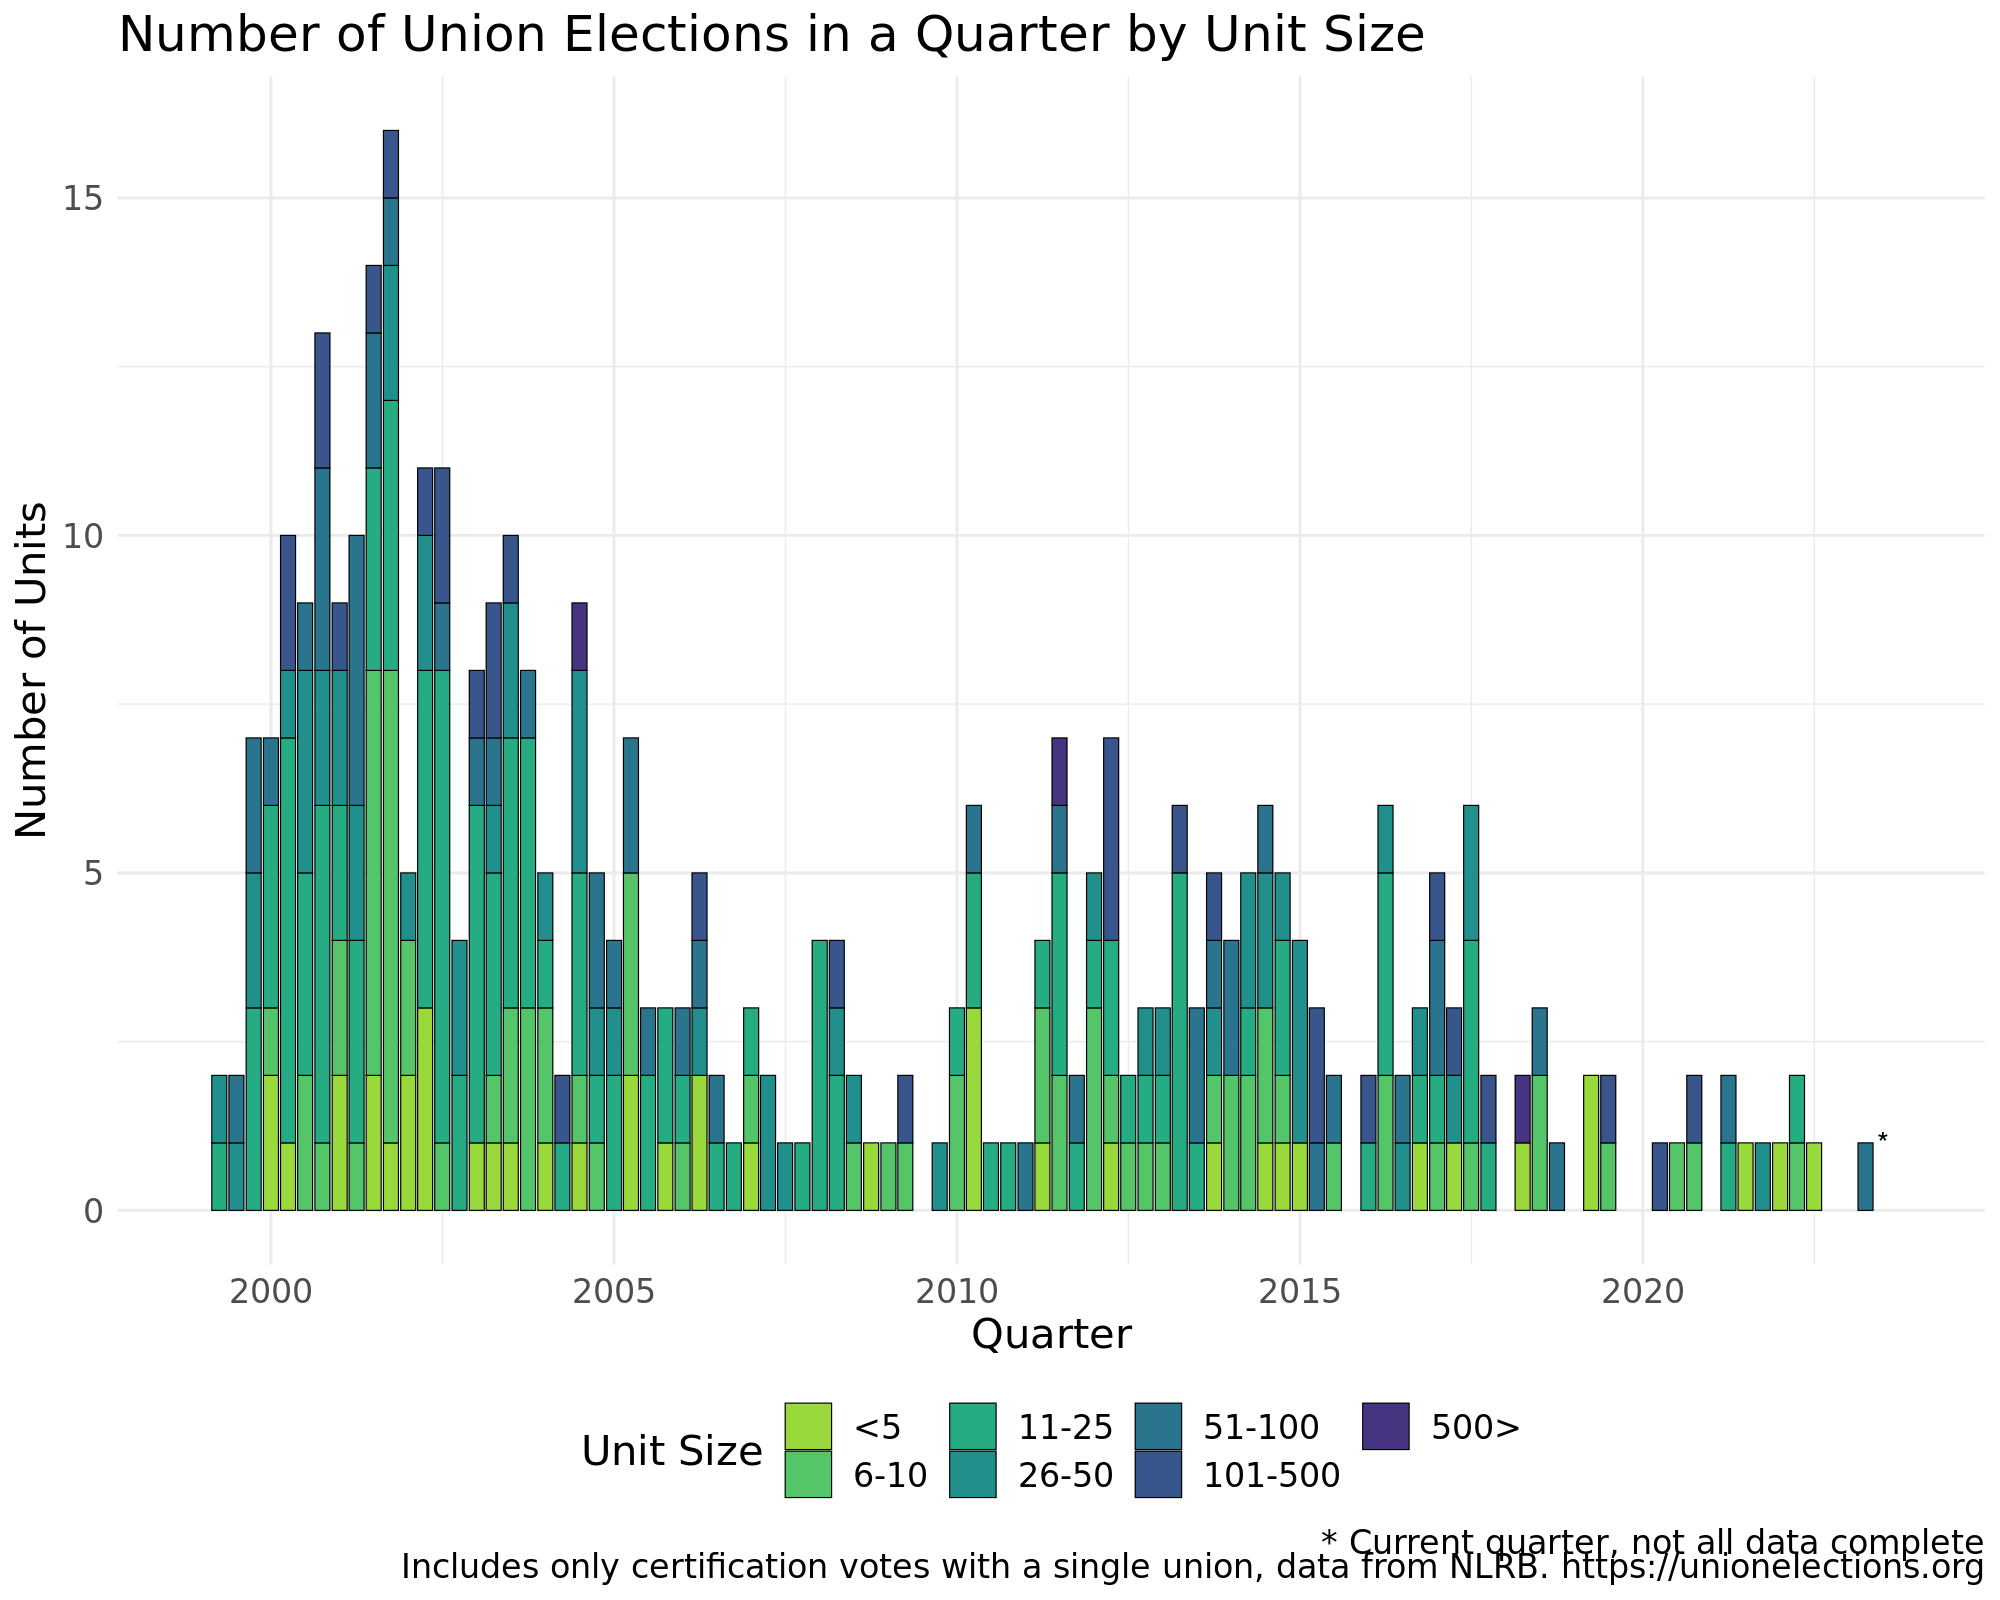 Number of Union Elections in a Quarter by Unit Size
Number of Units
15
10
5
0
*
2000 2005 2010 2015 2020
Quarter
Unit Size
<5 11-25 51-100 500>
6-10 26-50 101-500
* Current quarter, not all data complete
Includes only certification votes with a single union, data from NLRB. https://unionelections.org